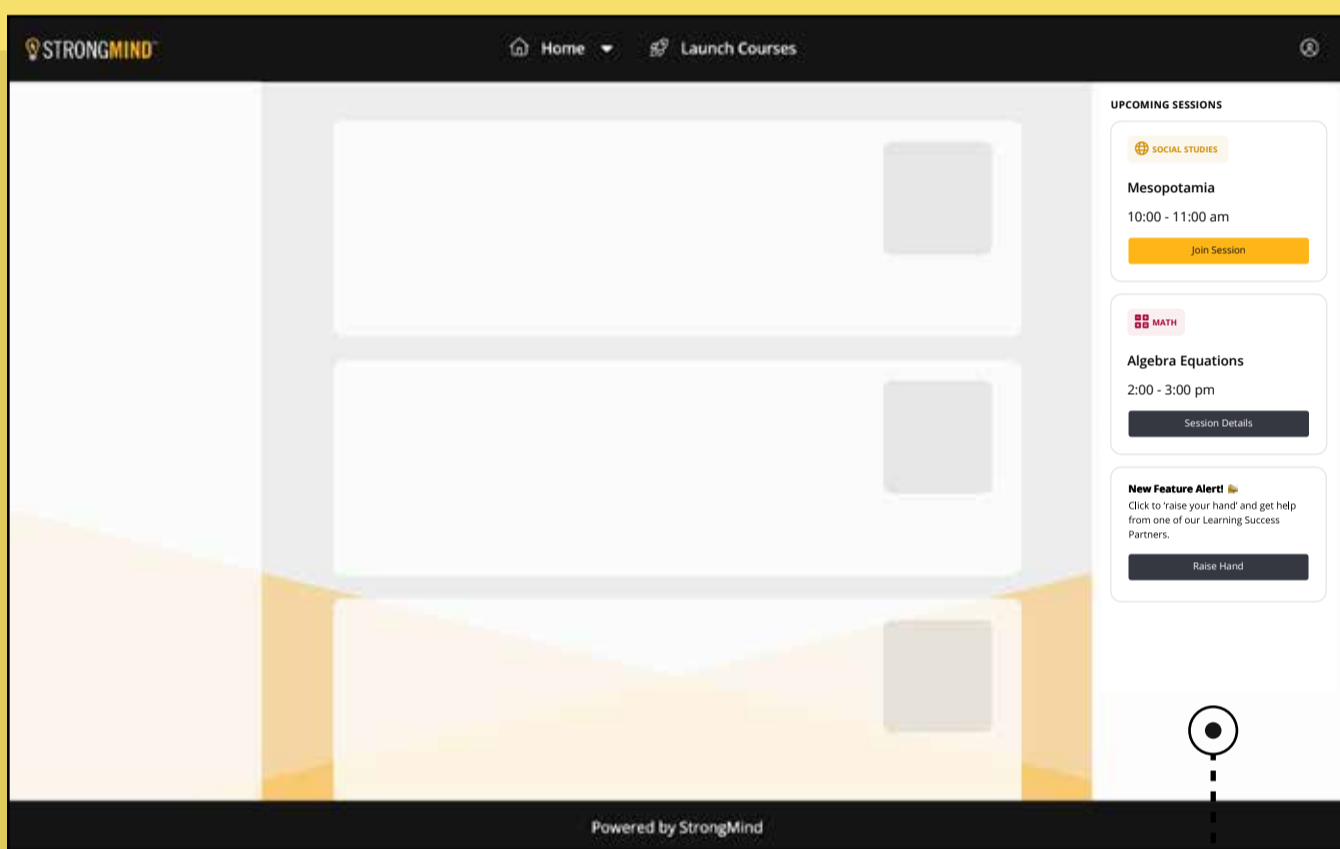 STRONGMIND™
Home
Launch Courses
UPCOMING SESSIONS
SOCIAL STUDIES
Mesopotamia
10:00 - 11:00 am
Join Session
MATH
Algebra Equations
2:00 - 3:00 pm
Session Details
New Feature Alert!
Click to 'raise your hand' and get help
from one of our Learning Success
Partners.
Raise Hand
Powered by StrongMind